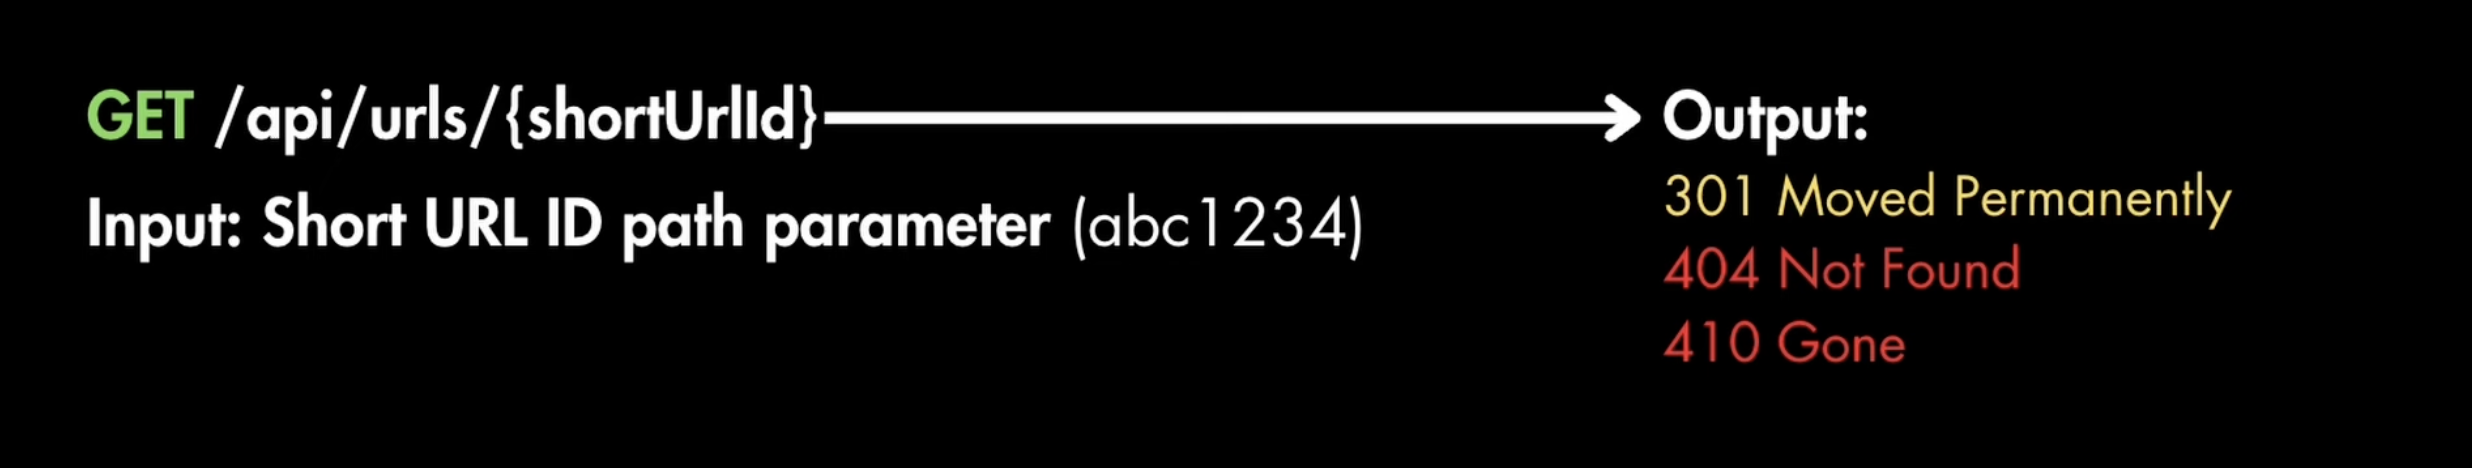 GET /api/urls/{shortUrlId}
Input: Short URL ID path parameter (abc1234)
Output:
301 Moved Permanently
404 Not Found
410 Gone